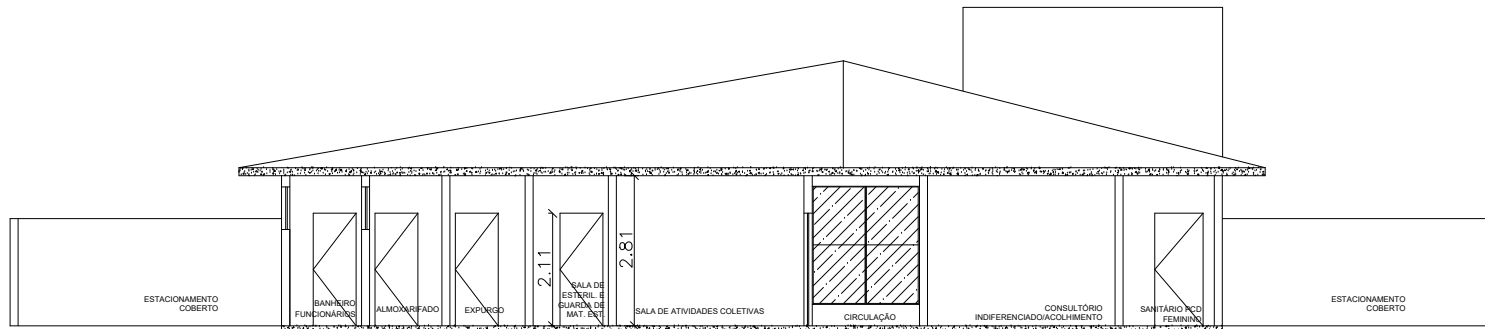 2.11
2.81
ESTACIONAMENTO
COBERTO
BANHEIRO
FUNCIONÁRIOS
ALMOXARIFADO
EXPURGO
SALA DE
ESTERIL. E
GUARDA DE
MAT. EST.
SALA DE ATIVIDADES COLETIVAS
CIRCULAÇÃO
CONSULTÓRIO
INDIFERENCIADO/ACOLHIMENTO
SANITÁRIO PCD
FEMININO
ESTACIONAMENTO
COBERTO